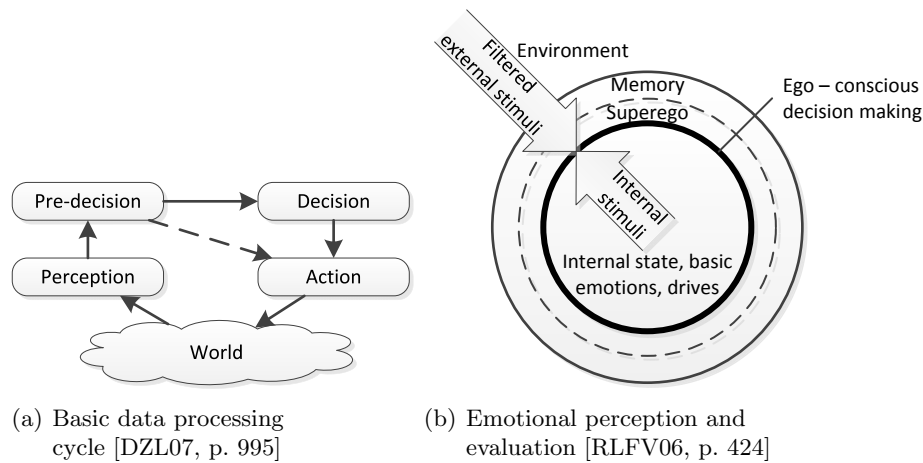 Pre-decision
Decision
Perception
Action
World
(a) Basic data processing
cycle [DZL07, p. 995]
Environment
Filtered
external stimuli
Memory
Superego
Ego – conscious
decision making
Internal
stimuli
Internal state, basic
emotions, drives
(b) Emotional perception and
evaluation [RLFV06, p. 424]